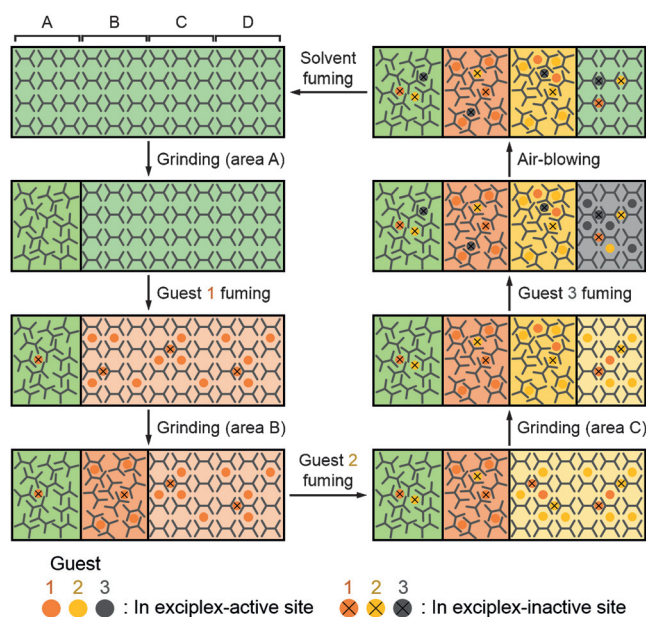 A B C D
Solvent
fuming
Grinding (area A)
Air-blowing
Guest 1 fuming
Guest 3 fuming
Grinding (area B)
Grinding (area C)
Guest 2
fuming
Guest
1 2 3
: In exciplex-active site
1 2 3
: In exciplex-inactive site